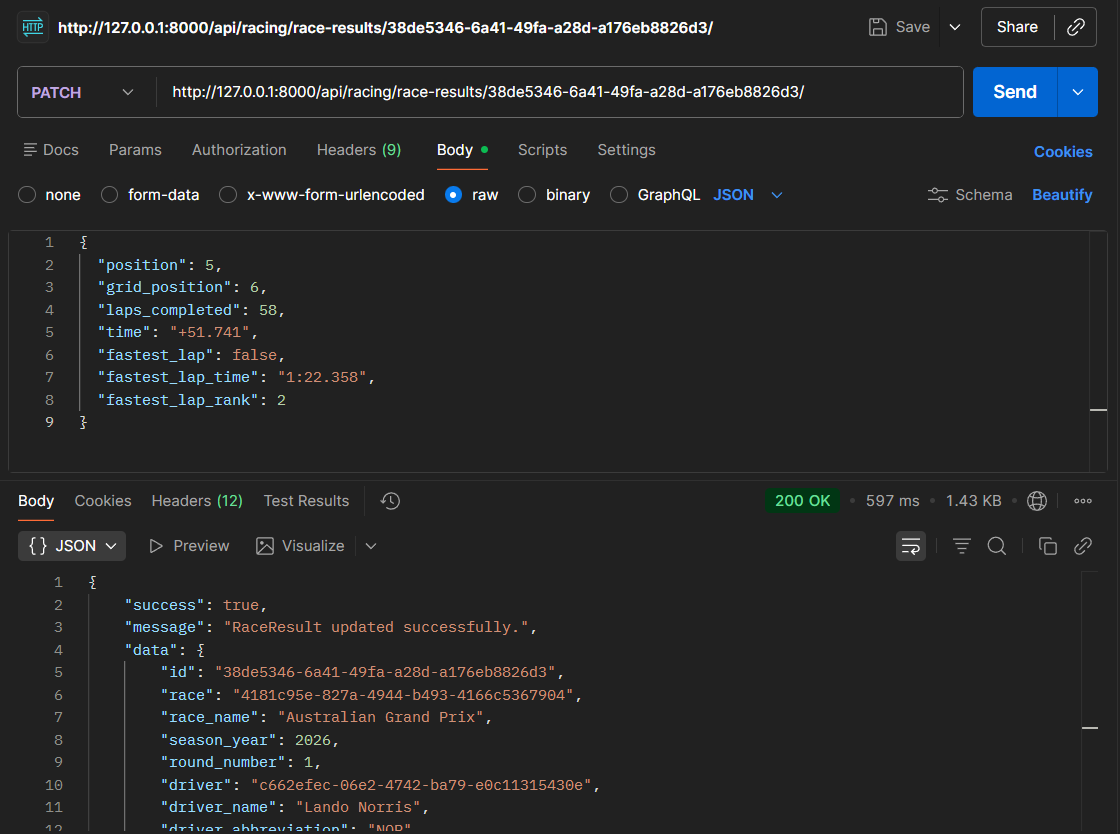 HTTP http://127.0.0.1:8000/api/racing/race-results/38de5346-6a41-49fa-a28d-a176eb8826d3/ Save Share
PATCH http://127.0.0.1:8000/api/racing/race-results/38de5346-6a41-49fa-a28d-a176eb8826d3/ Send
Docs Params Authorization Headers (9) Body Scripts Settings Cookies
none form-data x-www-form-urlencoded raw binary GraphQL JSON Schema Beautify
1 {
2 "position": 5,
3 "grid_position": 6,
4 "laps_completed": 58,
5 "time": "+51.741",
6 "fastest_lap": false,
7 "fastest_lap_time": "1:22.358",
8 "fastest_lap_rank": 2
9 }
Body Cookies Headers (12) Test Results 200 OK 597 ms 1.43 KB
{} JSON Preview Visualize
1 {
2 "success": true,
3 "message": "RaceResult updated successfully.",
4 "data": {
5 "id": "38de5346-6a41-49fa-a28d-a176eb8826d3",
6 "race": "4181c95e-827a-4944-b493-4166c5367904",
7 "race_name": "Australian Grand Prix",
8 "season_year": 2026,
9 "round_number": 1,
10 "driver": "c662efec-06e2-4742-ba79-e0c11315430e",
11 "driver_name": "Lando Norris",
12 "driver_abbreviation": "NOR"